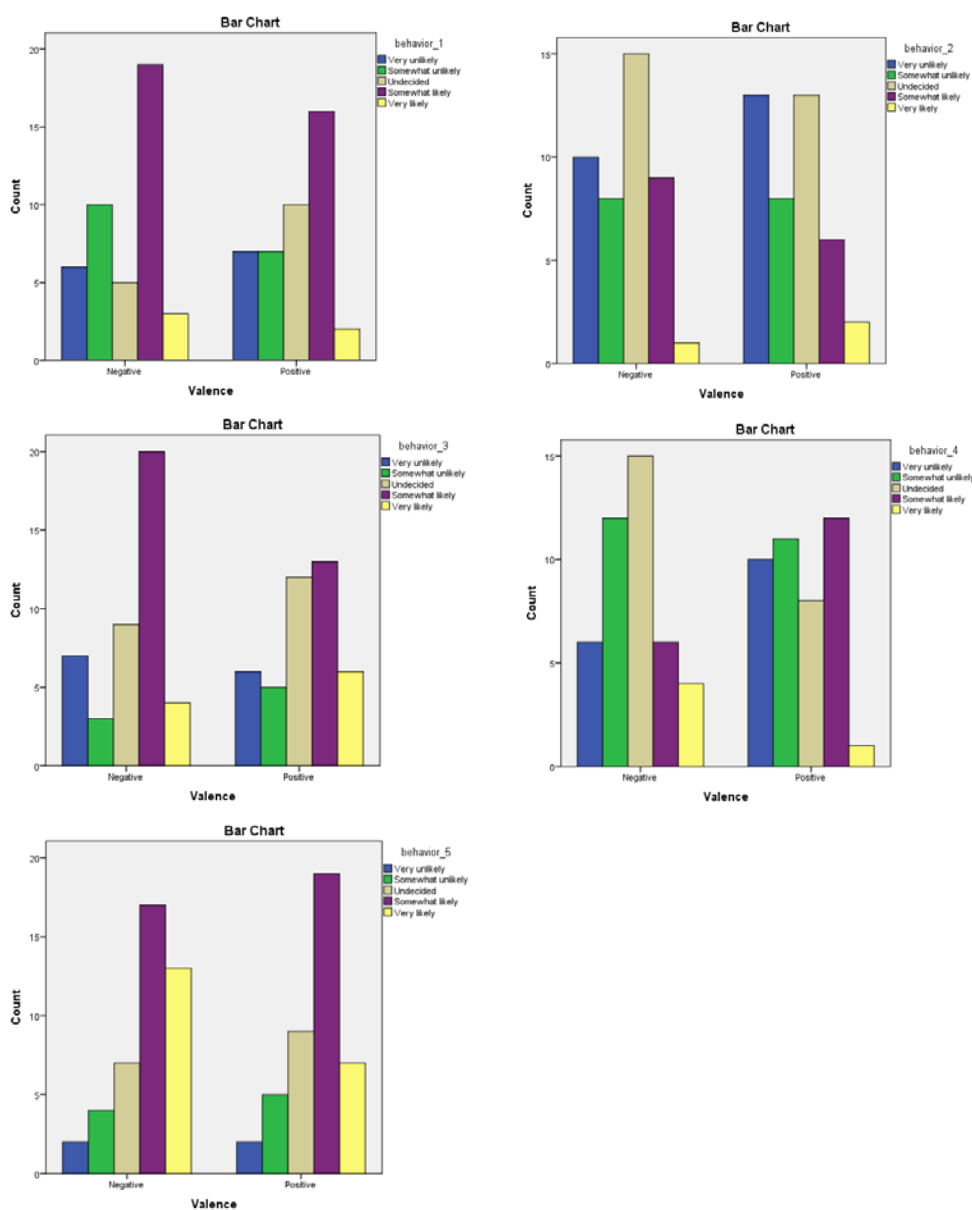 Bar Chart
behavior_1
Very unlikely
Somewhat unlikely
Undecided
Somewhat likely
Very likely
20
15
10
5
0
Count
Negative
Positive
Valence
Bar Chart
behavior_2
Very unlikely
Somewhat unlikely
Undecided
Somewhat likely
Very likely
15
10
5
0
Count
Negative
Positive
Valence
Bar Chart
behavior_3
Very unlikely
Somewhat unlikely
Undecided
Somewhat likely
Very likely
20
15
10
5
0
Count
Negative
Positive
Valence
Bar Chart
behavior_4
Very unlikely
Somewhat unlikely
Undecided
Somewhat likely
Very likely
15
10
5
0
Count
Negative
Positive
Valence
Bar Chart
behavior_5
Very unlikely
Somewhat unlikely
Undecided
Somewhat likely
Very likely
20
15
10
5
0
Count
Negative
Positive
Valence